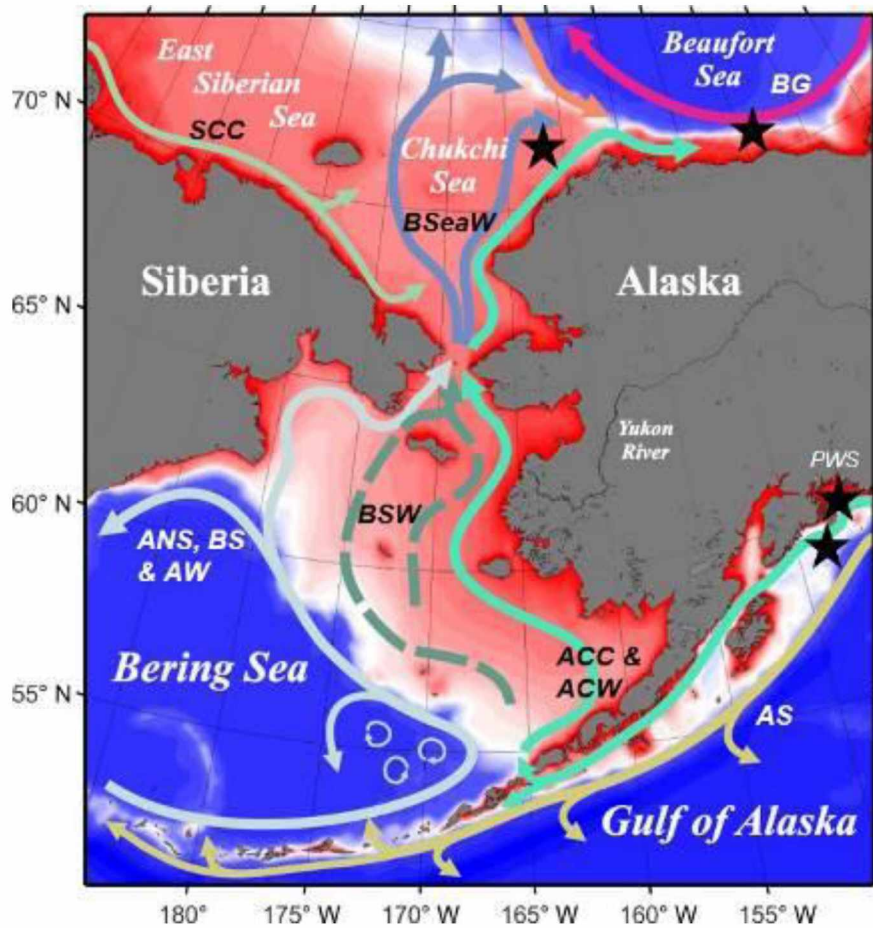 East
Siberian
Sea
SCC
Beaufort
Sea
BG
70° N
Chukchi
Sea
BSeaW
Siberia
Alaska
65° N
Yukon
River
PWS
60° N
BSW
ANS, BS
& AW
Bering Sea
ACC &
ACW
55° N
AS
Gulf of Alaska
180°
175° W
170° W
165° W
160° W
155° W